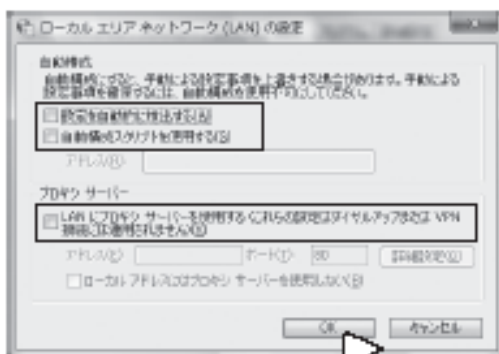 ローカル エリア ネットワーク (LAN) の設定
自動構成
自動構成にすると、手動による設定事項を上書きする場合があります。手動による
設定事項を確保するには、自動構成を使用不可にしてください。
設定を自動的に検出する(A)
自動構成スクリプトを使用する(S)
アドレス(R)
プロキシ サーバー
LAN にプロキシ サーバーを使用する (これらの設定はダイヤルアップまたは VPN
接続には適用されません)(X)
アドレス(E)
ポート(T)
80
詳細設定(C)
ローカル アドレスにはプロキシ サーバーを使用しない(B)
OK
キャンセル